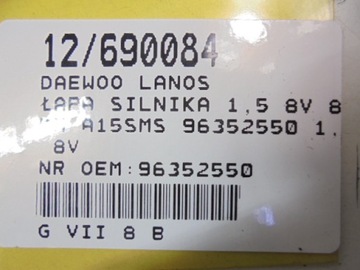 12/690084
DAEWOO LANOS
ŁAPA SILNIKA 1,5 8V 8
A15SMS 96352550 1.
8V
NR OEM:96352550
G VII 8 B